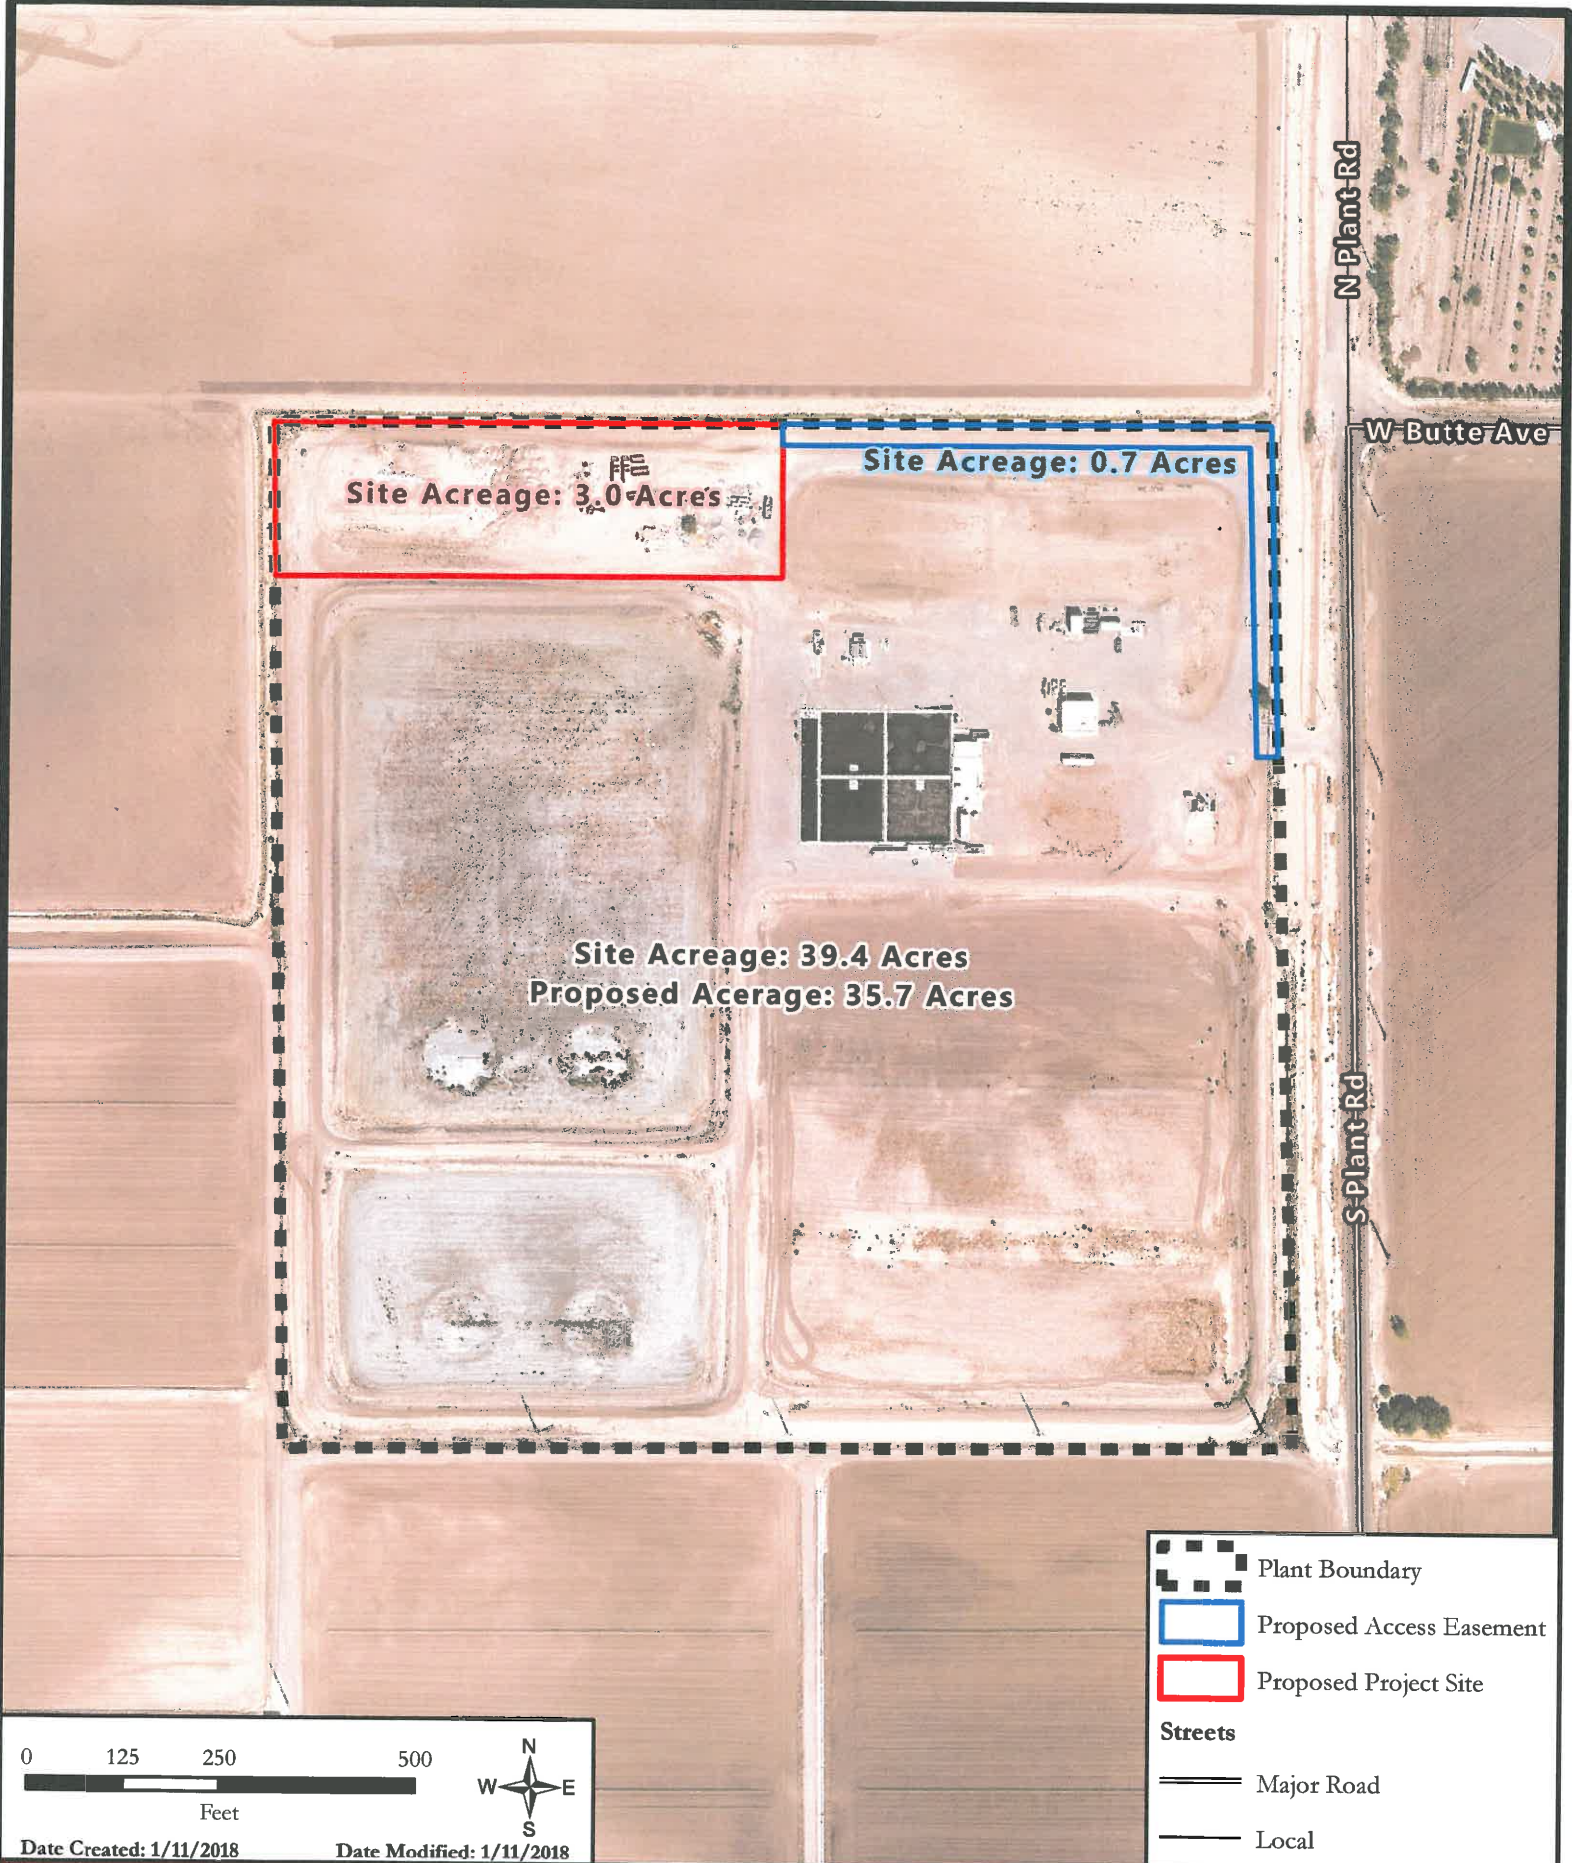 N Plant Rd
W Butte Ave
Site Acreage: 0.7 Acres
Site Acreage: 3.0 Acres
Site Acreage: 39.4 Acres
Proposed Acerage: 35.7 Acres
S Plant Rd
Plant Boundary
Proposed Access Easement
Proposed Project Site
Streets
Major Road
Local
0 125 250 500
Feet
N
W E
S
Date Created: 1/11/2018 Date Modified: 1/11/2018